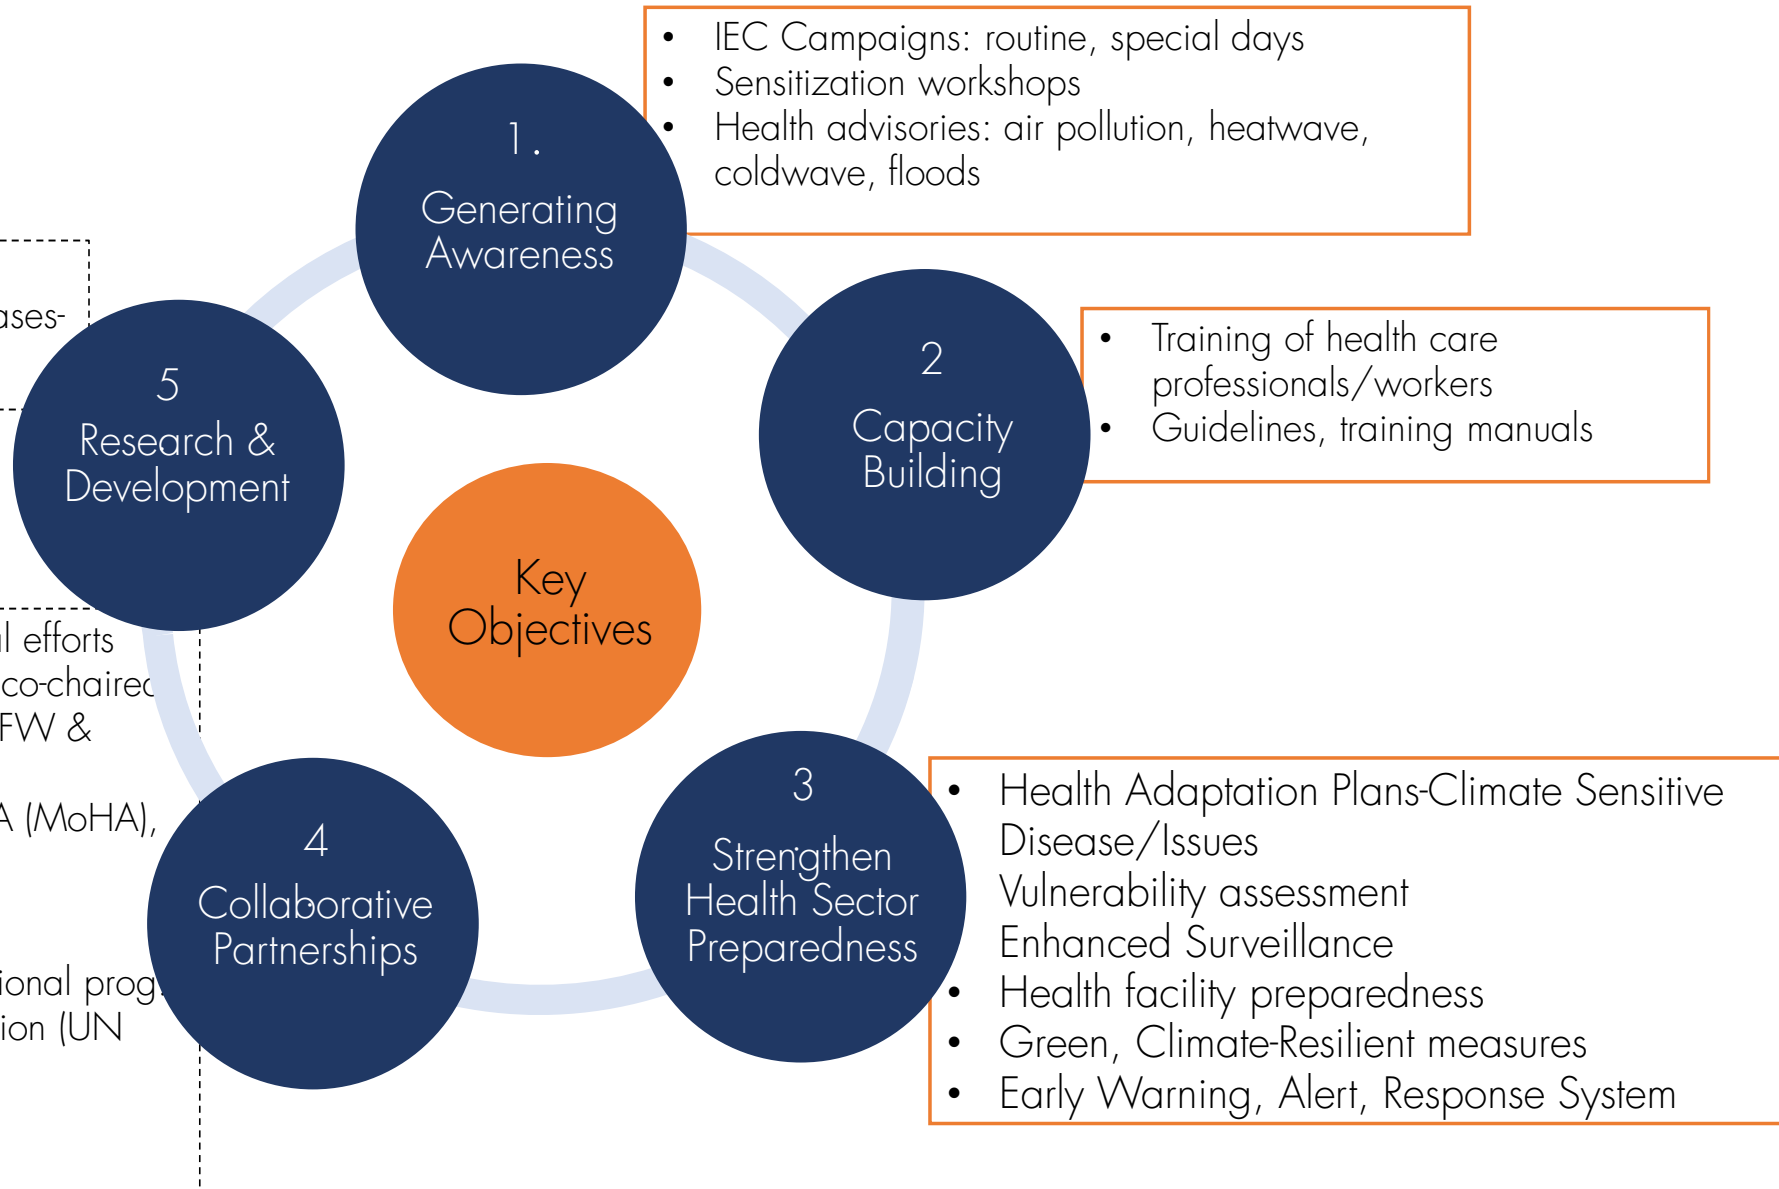 • IEC Campaigns: routine, special days
• Sensitization workshops
• Health advisories: air pollution, heatwave,
coldwave, floods
1.
Generating
Awareness
2
Capacity
Building
• Training of health care
professionals/workers
• Guidelines, training manuals
5
Research &
Development
Key
Objectives
3
Strengthen
Health Sector
Preparedness
• Health Adaptation Plans-Climate Sensitive
Disease/Issues
Vulnerability assessment
Enhanced Surveillance
• Health facility preparedness
• Green, Climate-Resilient measures
• Early Warning, Alert, Response System
4
Collaborative
Partnerships
efforts
co-chaired
FW &
(MoHA),
prog.
(UN